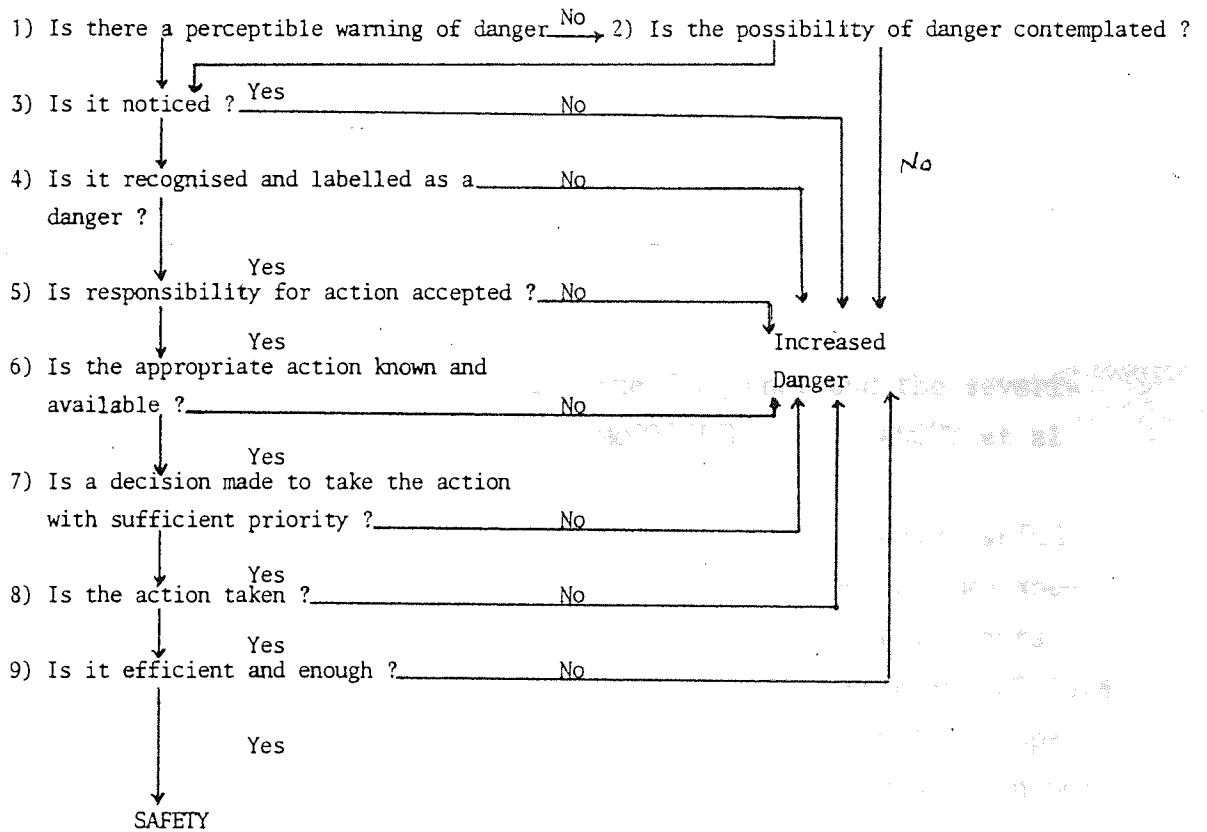 1) Is there a perceptible warning of danger No 2) Is the possibility of danger contemplated ?
Yes
3) Is it noticed ? No
4) Is it recognised and labelled as a No
danger ?
No
Yes
5) Is responsibility for action accepted ? No
Yes
Increased
6) Is the appropriate action known and
Danger
available ? No
Yes
7) Is a decision made to take the action
with sufficient priority ? No
Yes
8) Is the action taken ? No
Yes
9) Is it efficient and enough ? No
Yes
SAFETY